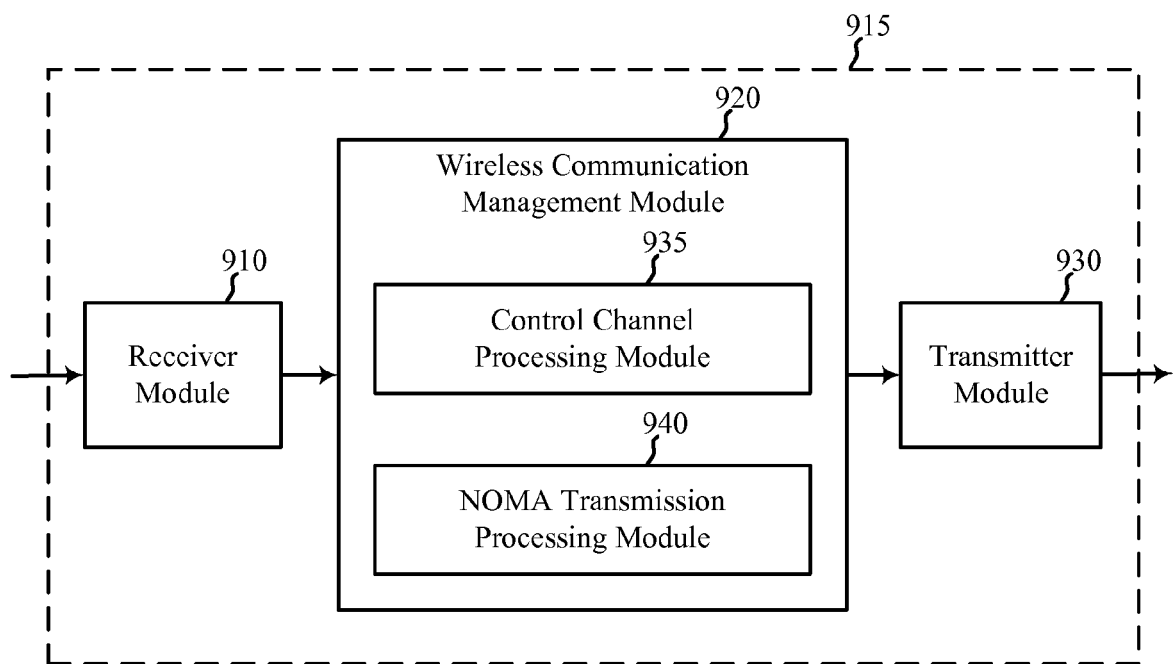 915
920
Wireless Communication
Management Module
935
Control Channel
Processing Module
910
Receiver
Module
930
Transmitter
Module
940
NOMA Transmission
Processing Module